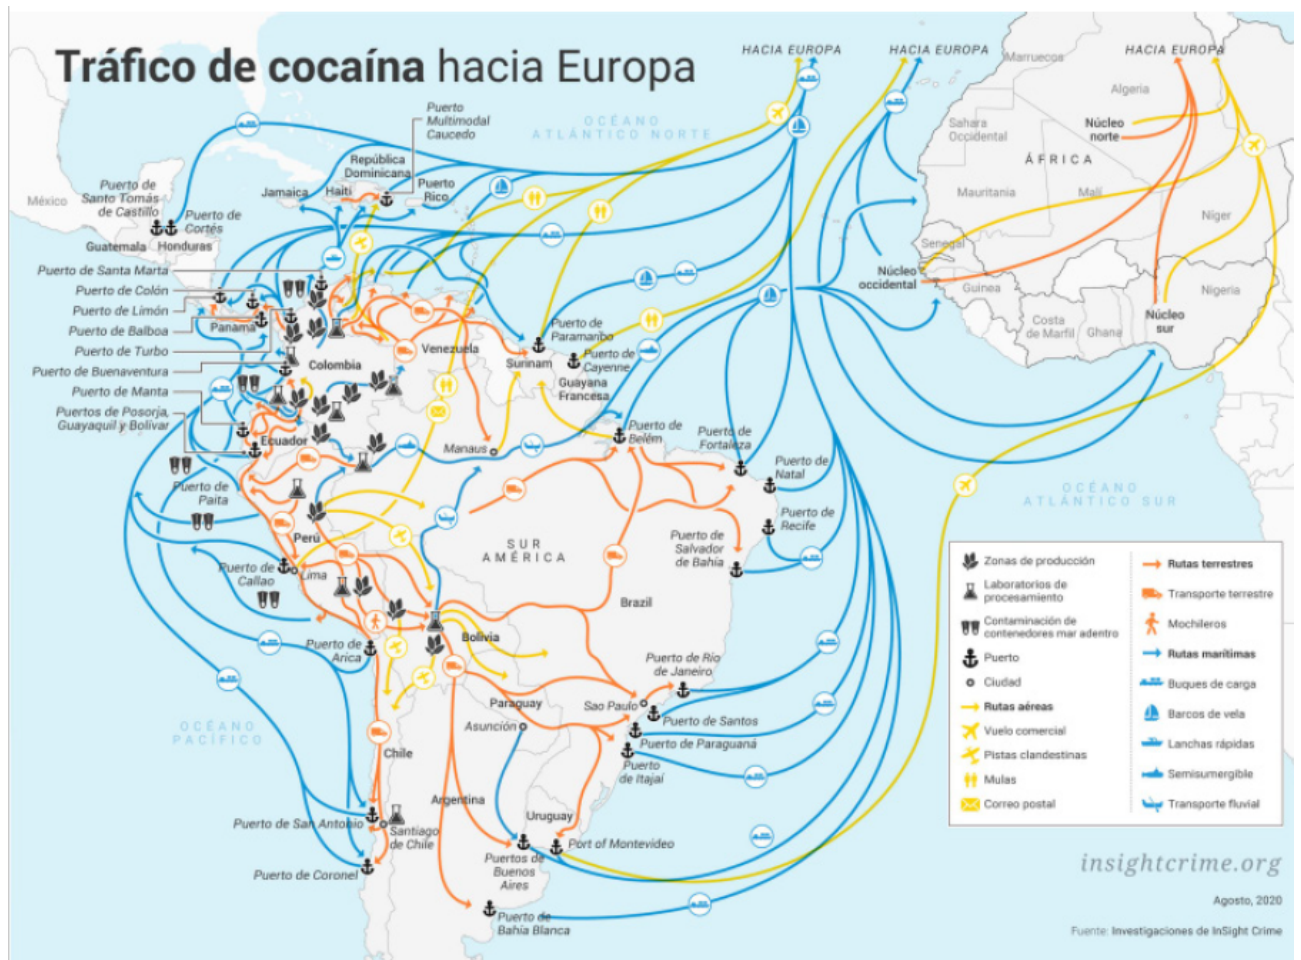 Tráfico de cocaína hacia Europa
HACIA EUROPA
HACIA EUROPA
HACIA EUROPA
Puerto
Multimodal
Caucedo
OCÉANO
ATLÁNTICO NORTE
Marruecos
Argelia
Sahara
Occidental
Núcleo
norte
ÁFRICA
Mauritania
Malí
Níger
Senegal
Núcleo
occidental
Guinea
Costa
de Marfil
Ghana
Nigeria
Núcleo
sur
República
Dominicana
Jamaica
Haití
Puerto
Rico
México
Puerto de
Santo Tomás
de Castillo
Puerto de
Cortés
Guatemala
Honduras
Puerto de Santa Marta
Puerto de Colón
Puerto de Limón
Panamá
Puerto de Balboa
Puerto de Turbo
Puerto de Buenaventura
Puerto de Manta
Puertos de Posorja,
Guayaquil y Bolívar
Colombia
Venezuela
Surinam
Puerto de
Paramaribo
Puerto de
Cayenne
Guayana
Francesa
Ecuador
Manaus
Puerto de
Belém
Puerto de
Fortaleza
Puerto de
Natal
Puerto de
Recife
Puerto de
Salvador
de Bahía
Puerto de
Paita
Perú
Puerto de
Callao
Lima
SUR
AMÉRICA
Brazil
Bolivia
Puerto de
Arica
Puerto de Río
de Janeiro
Paraguay
Sao Paulo
Puerto de Santos
Asunción
Puerto de Paraguaná
Puerto
de Itajaí
OCÉANO
PACÍFICO
Chile
Argentina
Uruguay
Puerto de San Antonio
Santiago
de Chile
Port of Montevideo
Puertos de
Buenos
Aires
Puerto de Coronel
Puerto de
Bahía Blanca
OCÉANO
ATLÁNTICO SUR
Zonas de producción
Laboratorios de
procesamiento
Contaminación de
contenedores mar adentro
Puerto
Ciudad
Rutas aéreas
Vuelo comercial
Pistas clandestinas
Mulas
Correo postal
Rutas terrestres
Transporte terrestre
Mochileros
Rutas marítimas
Buques de carga
Barcos de vela
Lanchas rápidas
Semisumergible
Transporte fluvial
insightcrime.org
Agosto, 2020
Fuente: Investigaciones de InSight Crime